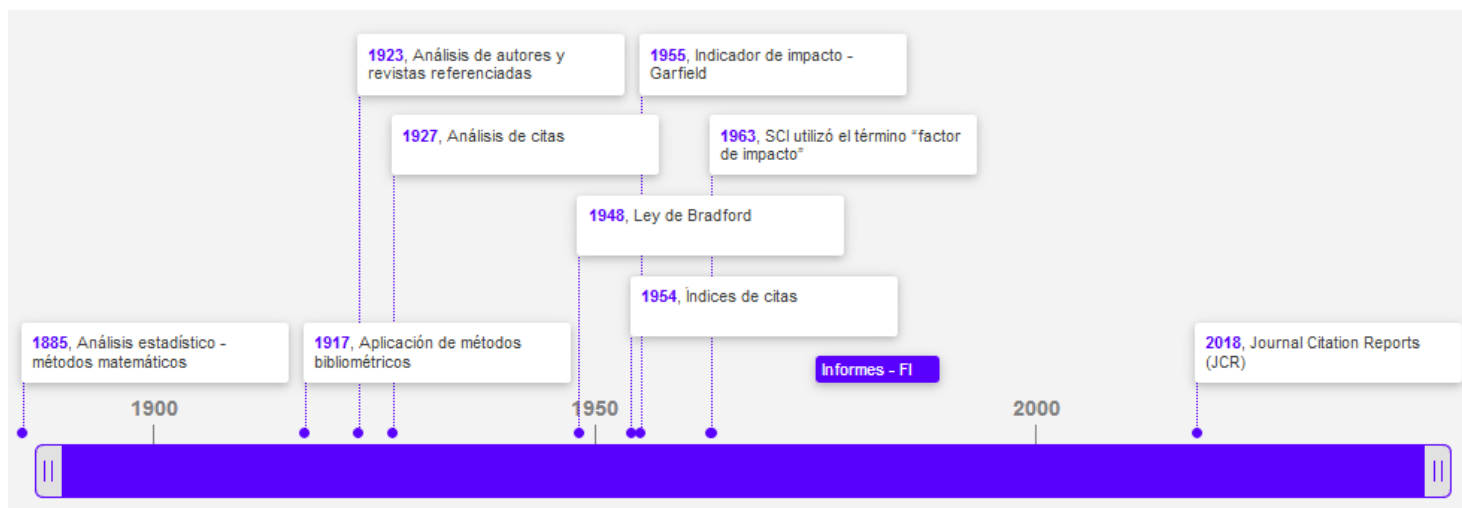 1923, Análisis de autores y
revistas referenciadas
1955, Indicador de impacto -
Garfield
1927, Análisis de citas
1963, SCI utilizó el término “factor
de impacto”
1948, Ley de Bradford
1954, Índices de citas
1885, Análisis estadístico -
métodos matemáticos
1917, Aplicación de métodos
bibliométricos
2018, Journal Citation Reports
(JCR)
Informes - FI
1900
1950
2000